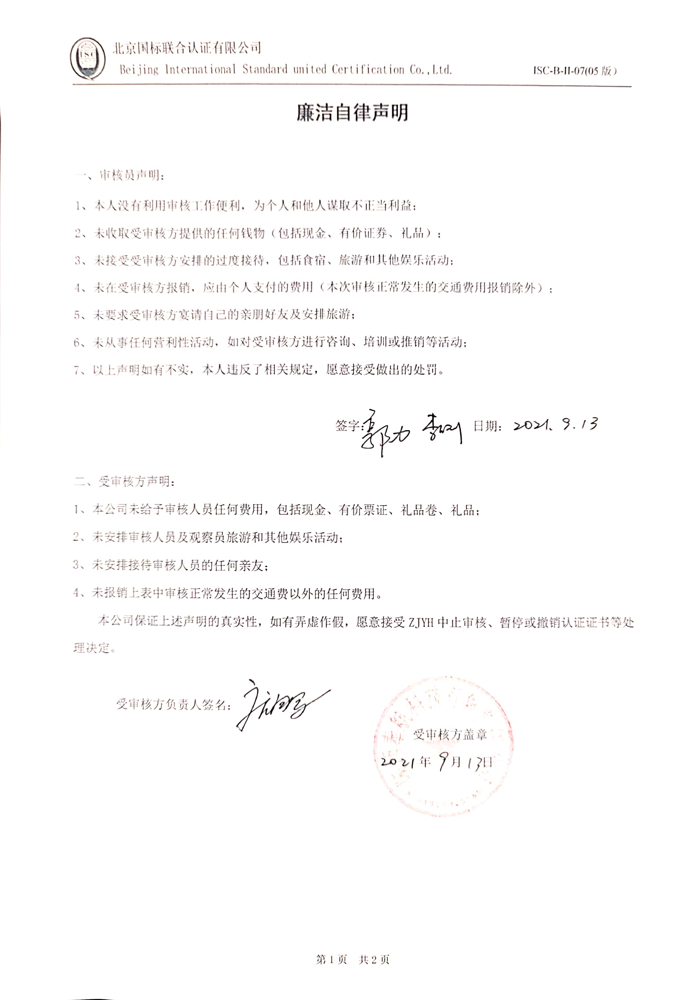 ISC
北京国标联合认证有限公司
Beijing International Standard united Certification Co.,Ltd.
ISC-B-II-07(05 版)
廉洁自律声明
一、审核员声明：
1、本人没有利用审核工作便利，为个人和他人谋取不正当利益；
2、未收取受审核方提供的任何钱物（包括现金、有价证券、礼品）；
3、未接受受审核方安排的过度接待，包括食宿、旅游和其他娱乐活动；
4、未在受审核方报销，应由个人支付的费用（本次审核正常发生的交通费用报销除外）；
5、未要求受审核方宴请自己的亲朋好友及安排旅游；
6、未从事任何营利性活动，如对受审核方进行咨询、培训或推销等活动；
7、以上声明如有不实，本人违反了相关规定，愿意接受做出的处罚。
签字：郭力 李 日期：2021.9.13
二、受审核方声明：
1、本公司未给予审核人员任何费用，包括现金、有价票证、礼品卷、礼品；
2、未安排审核人员及观察员旅游和其他娱乐活动；
3、未安排接待审核人员的任何亲友；
4、未报销上表中审核正常发生的交通费以外的任何费用。
本公司保证上述声明的真实性，如有弄虚作假，愿意接受 ZJYH 中止审核、暂停或撤销认证证书等处
理决定。
受审核方负责人签名：
受审核方盖章
2021年 9月 13日
第 1 页 共 2 页